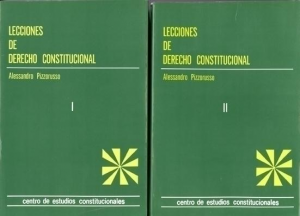 LECCIONES
DE
DERECHO CONSTITUCIONAL
Alessandro Pizzorusso
I
centro de estudios constitucionales
LECCIONES
DE
DERECHO CONSTITUCIONAL
Alessandro Pizzorusso
II
centro de estudios constitucionales